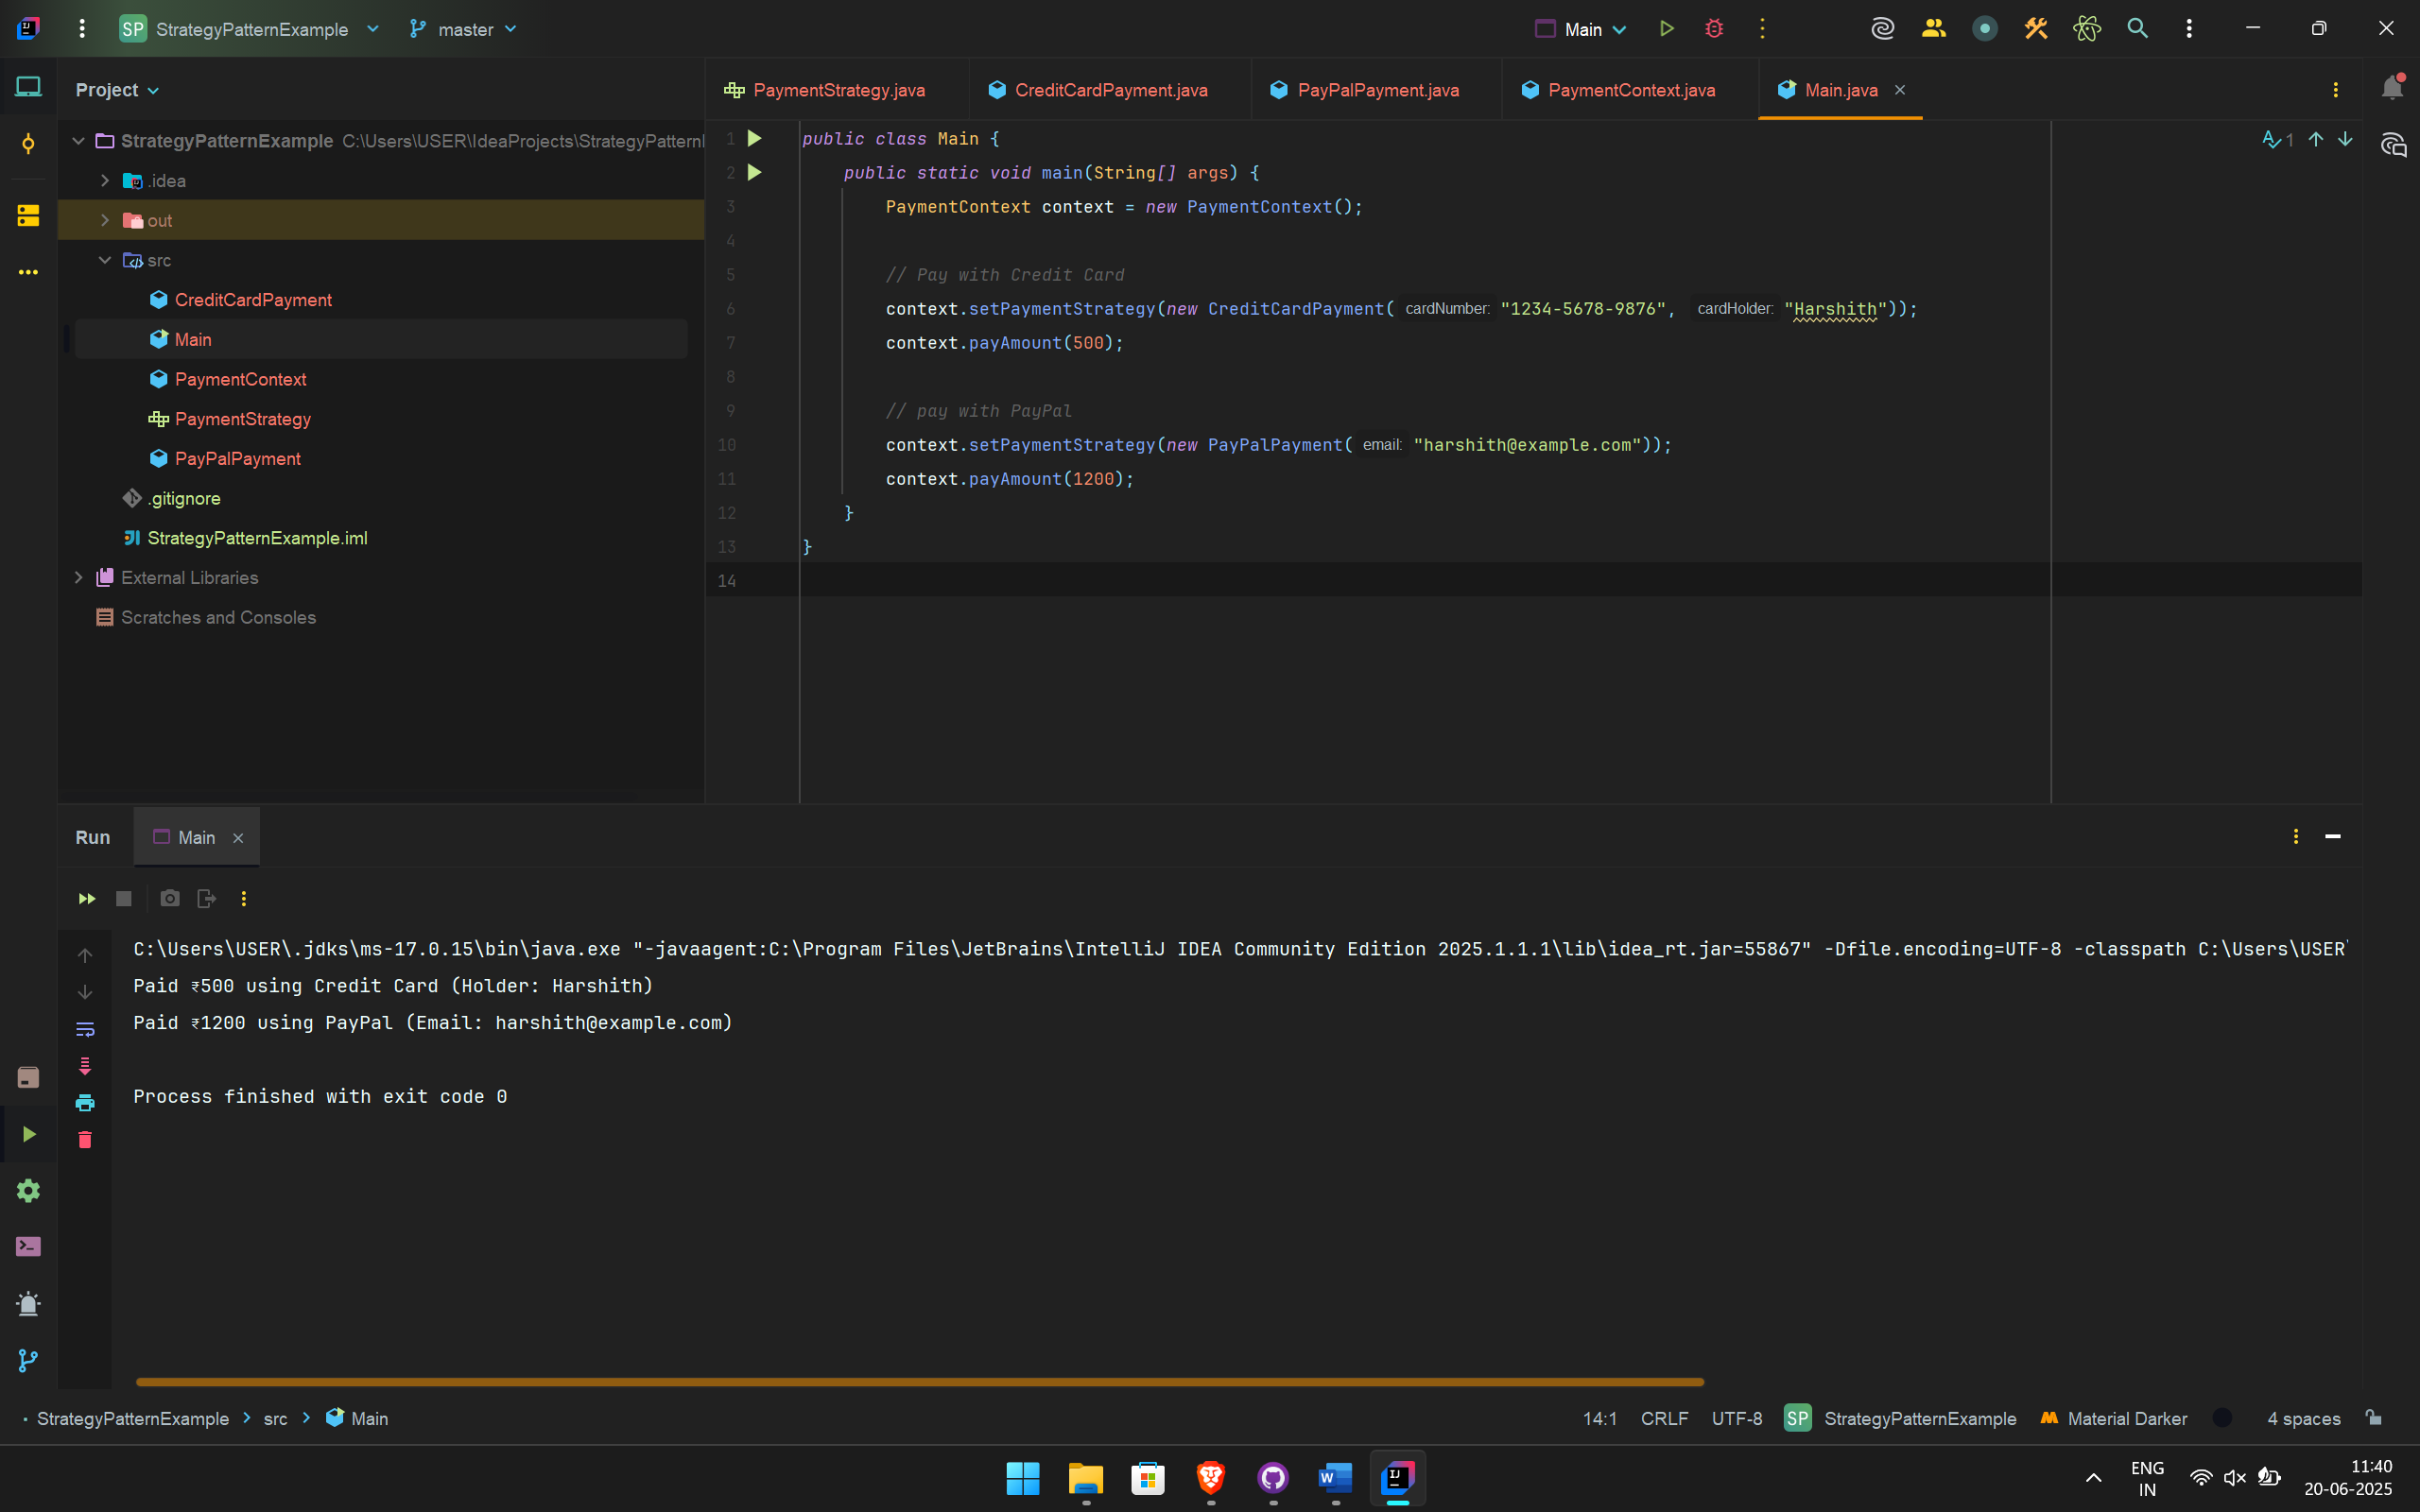 SP StrategyPatternExample master Main
Project
PaymentStrategy.java CreditCardPayment.java PayPalPayment.java PaymentContext.java Main.java
StrategyPatternExample C:\Users\USER\IdeaProjects\StrategyPattern
.idea
out
src
CreditCardPayment
Main
PaymentContext
PaymentStrategy
PayPalPayment
.gitignore
StrategyPatternExample.iml
External Libraries
Scratches and Consoles
1 public class Main {
2 public static void main(String[] args) {
3 PaymentContext context = new PaymentContext();
4
5 // Pay with Credit Card
6 context.setPaymentStrategy(new CreditCardPayment( cardNumber: "1234-5678-9876", cardHolder: "Harshith"));
7 context.payAmount(500);
8
9 // pay with PayPal
10 context.setPaymentStrategy(new PayPalPayment( email: "harshith@example.com"));
11 context.payAmount(1200);
12 }
13 }
14
1
Run Main
C:\Users\USER\.jdks\ms-17.0.15\bin\java.exe "-javaagent:C:\Program Files\JetBrains\IntelliJ IDEA Community Edition 2025.1.1.1\lib\idea_rt.jar=55867" -Dfile.encoding=UTF-8 -classpath C:\Users\USER
Paid ₹500 using Credit Card (Holder: Harshith)
Paid ₹1200 using PayPal (Email: harshith@example.com)
Process finished with exit code 0
StrategyPatternExample > src > Main
14:1 CRLF UTF-8 SP StrategyPatternExample Material Darker 4 spaces
ENG
IN
11:40
20-06-2025